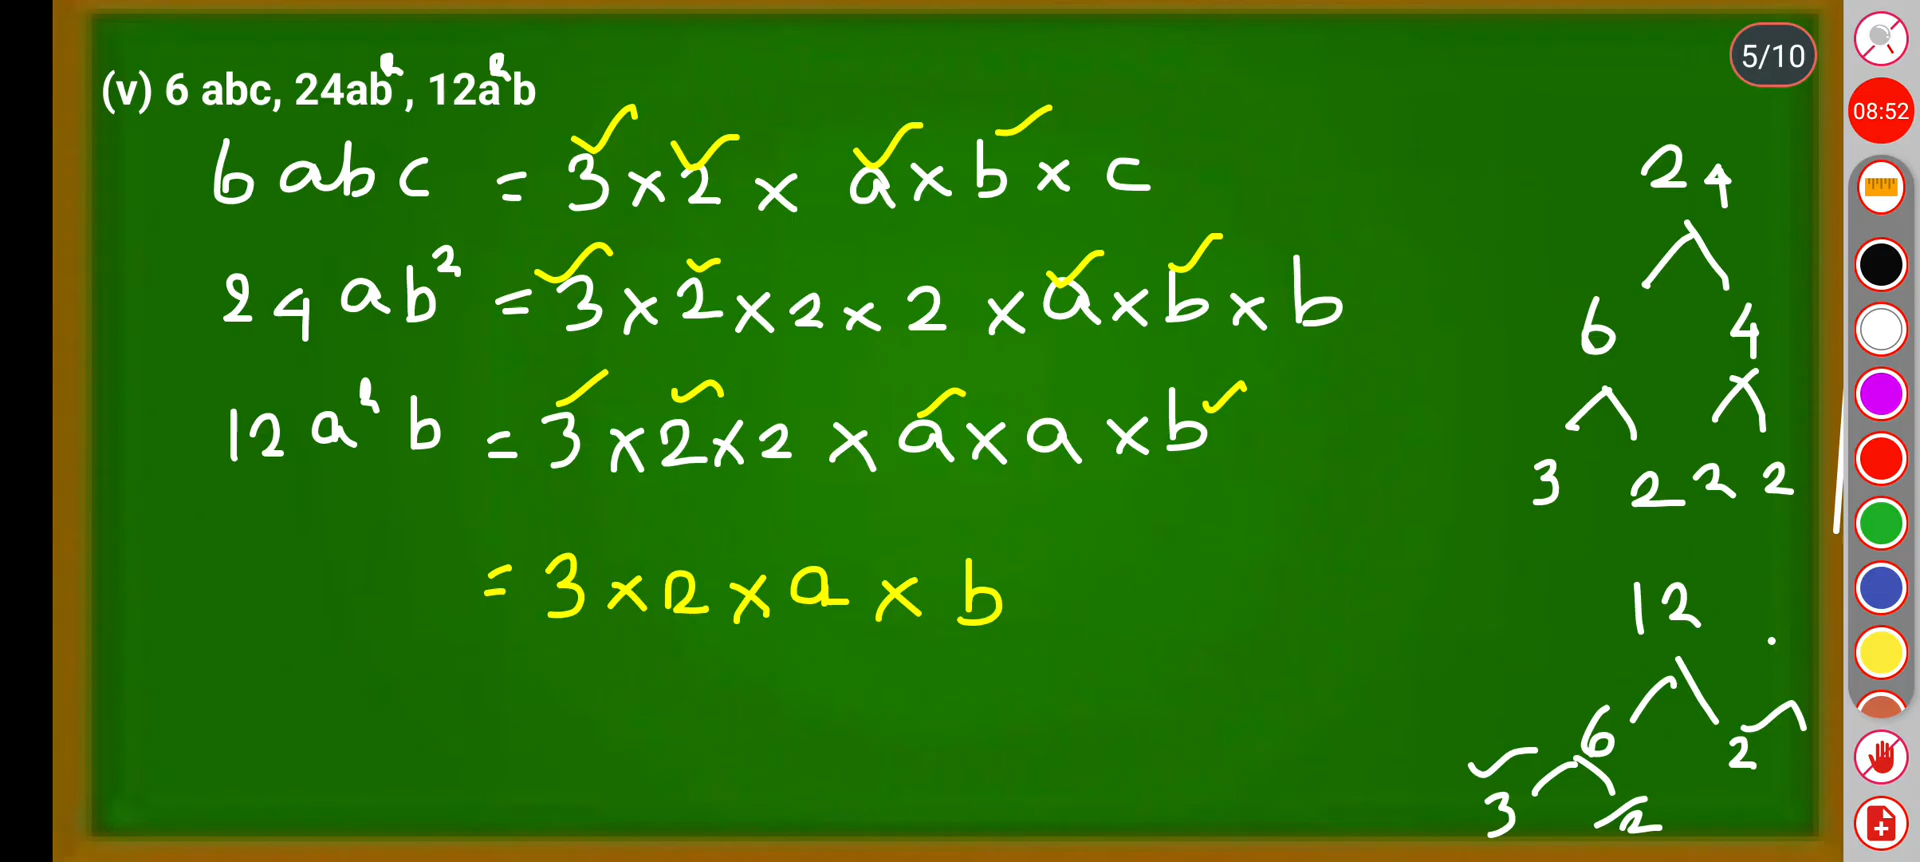 (v) 6 abc, 24ab², 12a²b
5/10
08:52
6abc = 3 × 2 × a × b × c
24ab² = 3 × 2 × 2 × 2 × a × b × b
12a²b = 3 × 2 × 2 × a × a × b
= 3 × 2 × a × b
24
6 4
3 2 2 2
12
6 2
3 2